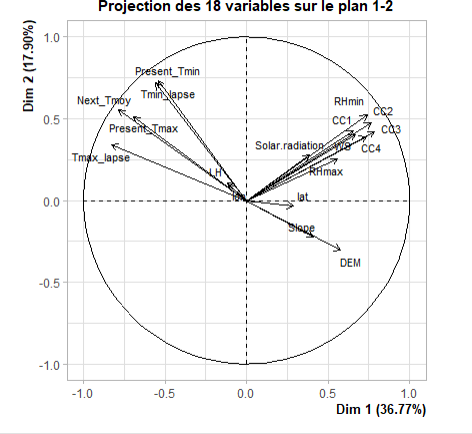 Projection des 18 variables sur le plan 1-2
Dim 2 (17.90%)
1.0
0.5
0.0
-0.5
-1.0
Present_Tmin
Tmin_lapse
Next_Tmoy
Present_Tmax
Tmax_lapse
LH
RHmin
CC2
CC1
CC3
WS
CC4
Solar.radiation
RHmax
lat
Slope
DEM
-1.0 -0.5 0.0 0.5 1.0
Dim 1 (36.77%)